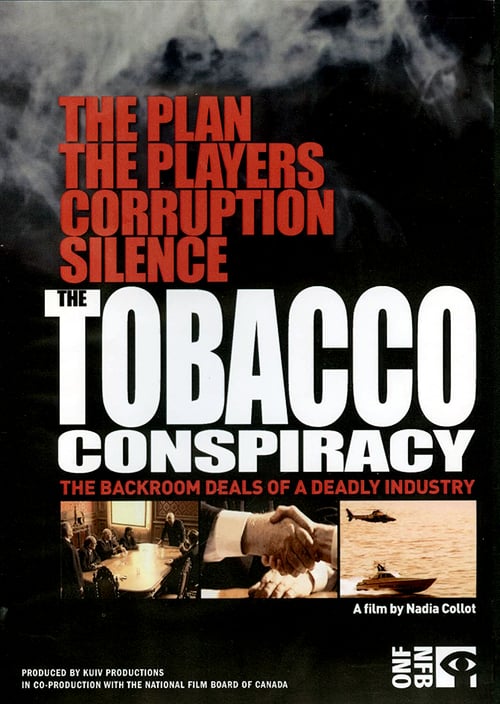 THE PLAN
THE PLAYERS
CORRUPTION
SILENCE
THE
TOBACCO
CONSPIRACY
THE BACKROOM DEALS OF A DEADLY INDUSTRY
A film by Nadia Collot
ONF
NFB
PRODUCED BY KUIV PRODUCTIONS
IN CO-PRODUCTION WITH THE NATIONAL FILM BOARD OF CANADA